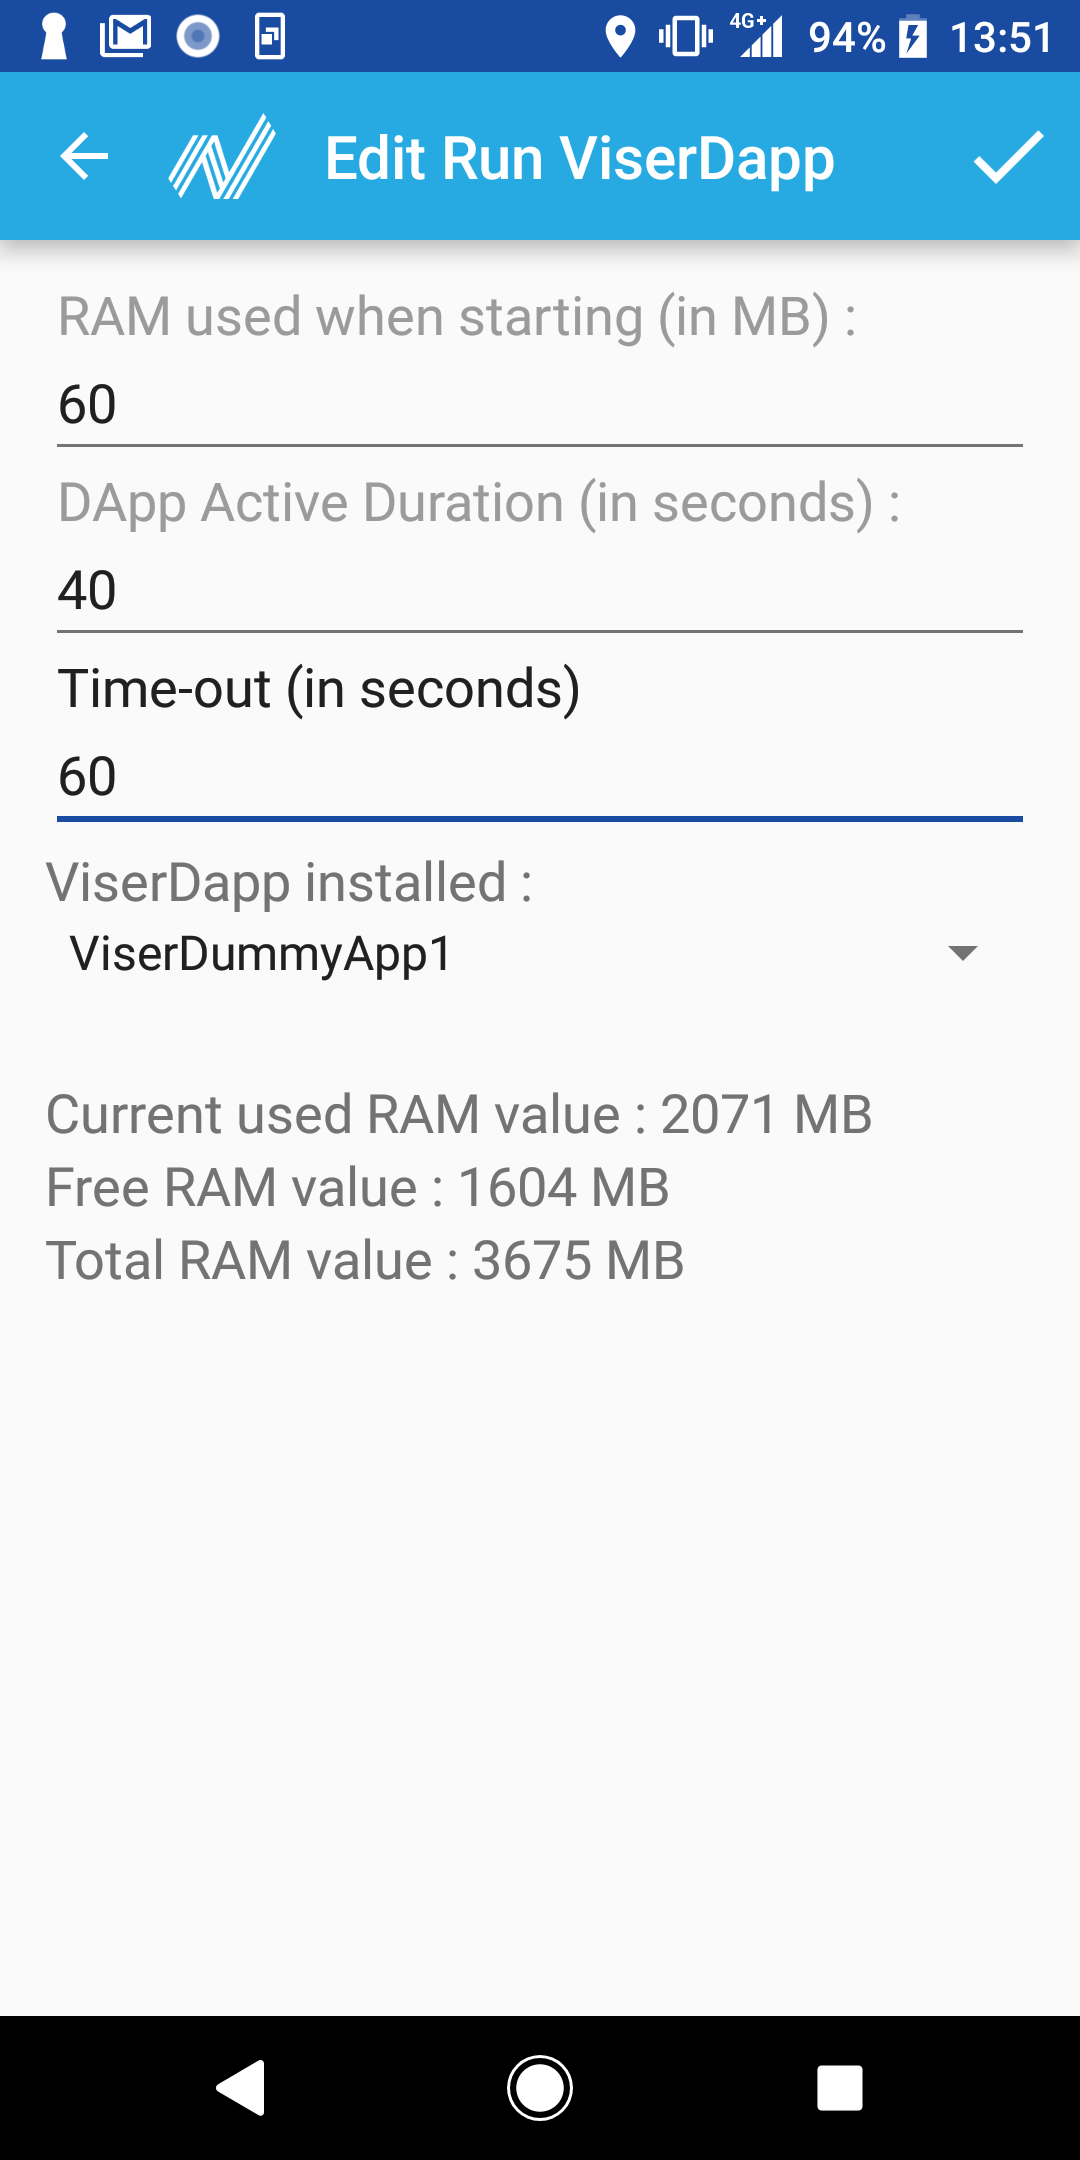 4G+ 94% 13:51
Edit Run ViserDapp
RAM used when starting (in MB) :
60
DApp Active Duration (in seconds) :
40
Time-out (in seconds)
60
ViserDapp installed :
ViserDummyApp1
Current used RAM value : 2071 MB
Free RAM value : 1604 MB
Total RAM value : 3675 MB